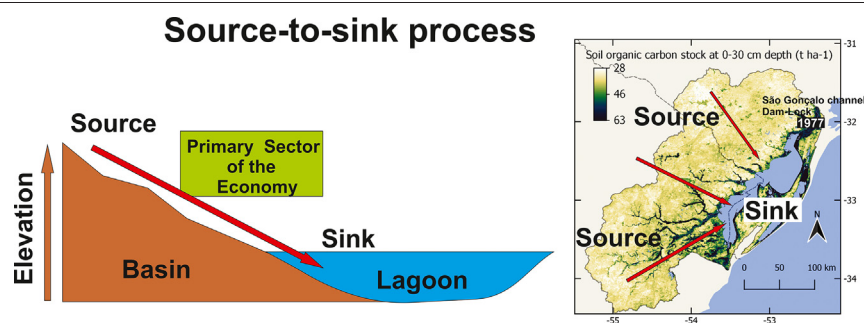 Source-to-sink process
Source
Primary Sector
of the
Economy
Elevation
Sink
Basin
Lagoon
Soil organic carbon stock at 0-30 cm depth (t ha-1)
28
46
63
Source
São Gonçalo channel
Dam-Lock
1977
Sink
Source
N
0 50 100 km
-31
-32
-33
-34
-55 -54 -53